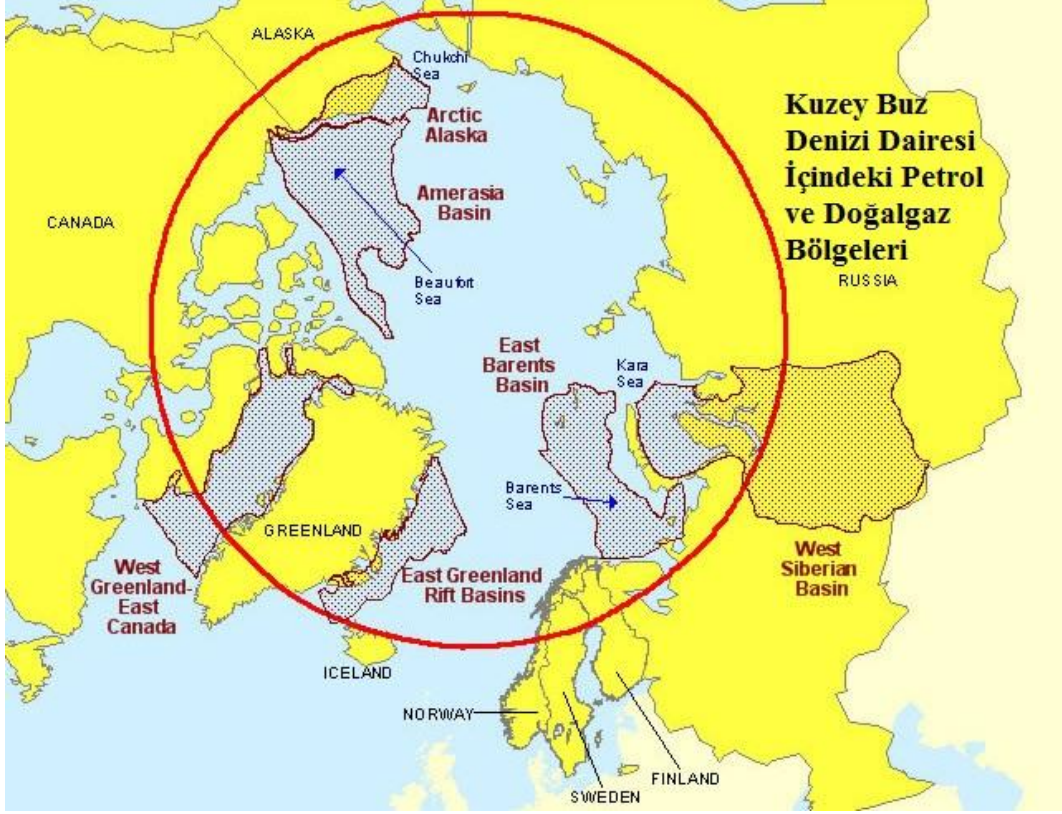 ALASKA
Chukchi
Sea
Kuzey Buz
Denizi Dairesi
İçindeki Petrol
ve Doğalgaz
Bölgeleri
Arctic
Alaska
Amerasia
Basin
CANADA
Beaufort
Sea
RUSSIA
East
Barents
Basin
Kara
Sea
Barents
Sea
GREENLAND
West
Greenland-
East
Canada
East Greenland
Rift Basins
West
Siberian
Basin
ICELAND
NORWAY
FINLAND
SWEDEN